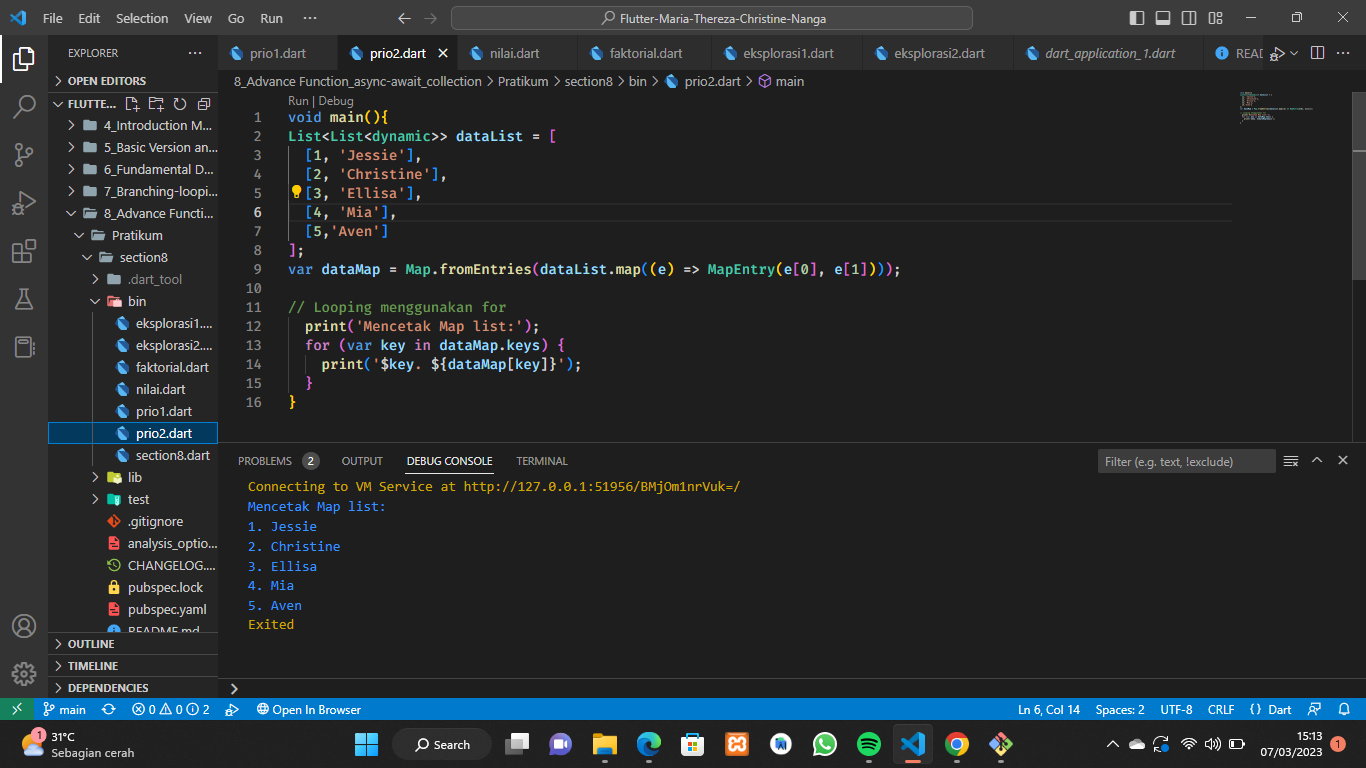 File Edit Selection View Go Run ··· Flutter-Maria-Thereza-Christine-Nanga
EXPLORER ···
prio1.dart prio2.dart nilai.dart faktorial.dart eksplorasi1.dart eksplorasi2.dart dart_application_1.dart READ ···
OPEN EDITORS
8_Advance Function_async-await_collection > Pratikum > section8 > bin > prio2.dart > main
FLUTTE...
4_Introduction M...
5_Basic Version an...
6_Fundamental D...
7_Branching-loopi...
8_Advance Functi...
Pratikum
section8
.dart_tool
bin
eksplorasi1....
eksplorasi2....
faktorial.dart
nilai.dart
prio1.dart
prio2.dart
section8.dart
lib
test
.gitignore
analysis_optio...
CHANGELOG....
pubspec.lock
pubspec.yaml
README.md
OUTLINE
TIMELINE
DEPENDENCIES
Run | Debug
1 void main(){
2 List<List<dynamic>> dataList = [
3 [1, 'Jessie'],
4 [2, 'Christine'],
5 [3, 'Ellisa'],
6 [4, 'Mia'],
7 [5,'Aven']
8 ];
9 var dataMap = Map.fromEntries(dataList.map((e) => MapEntry(e[0], e[1])));
10
11 // Looping menggunakan for
12 print('Mencetak Map list:');
13 for (var key in dataMap.keys) {
14 print('$key. ${dataMap[key]}');
15 }
16 }
PROBLEMS 2 OUTPUT DEBUG CONSOLE TERMINAL Filter (e.g. text, !exclude)
Connecting to VM Service at http://127.0.0.1:51956/BMjOm1nrVuk=/
Mencetak Map list:
1. Jessie
2. Christine
3. Ellisa
4. Mia
5. Aven
Exited
main 0 0 2 Open In Browser Ln 6, Col 14 Spaces: 2 UTF-8 CRLF {} Dart
1 31°C
Sebagian cerah
Search
15:13
07/03/2023 1